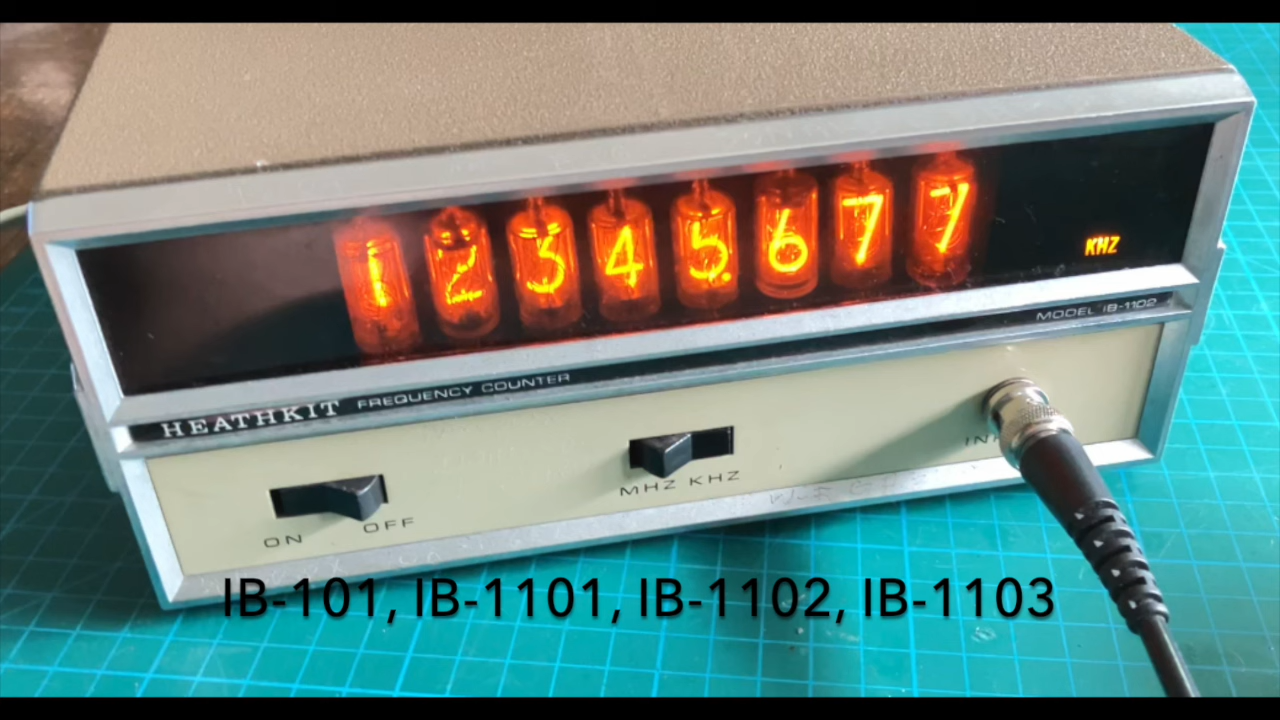 12345.677
KHZ
MODEL IB-1102
HEATHKIT FREQUENCY COUNTER
MHZ KHZ
ON OFF
IB-101, IB-1101, IB-1102, IB-1103